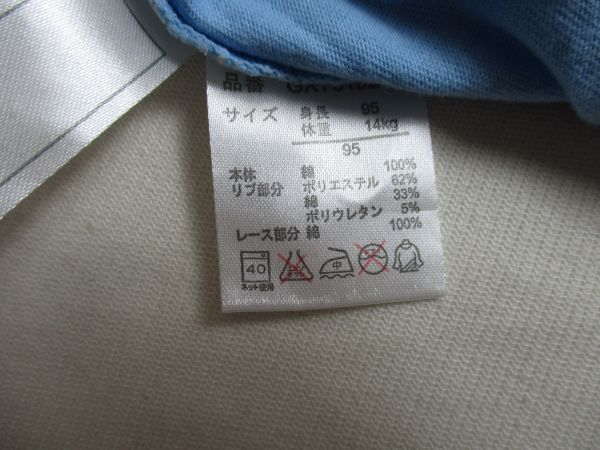 品番
サイズ 身長 95
体重 14kg
95
本体 綿 100%
リブ部分 ポリエステル 62%
綿 33%
ポリウレタン 5%
レース部分 綿 100%
40 中
ネット使用